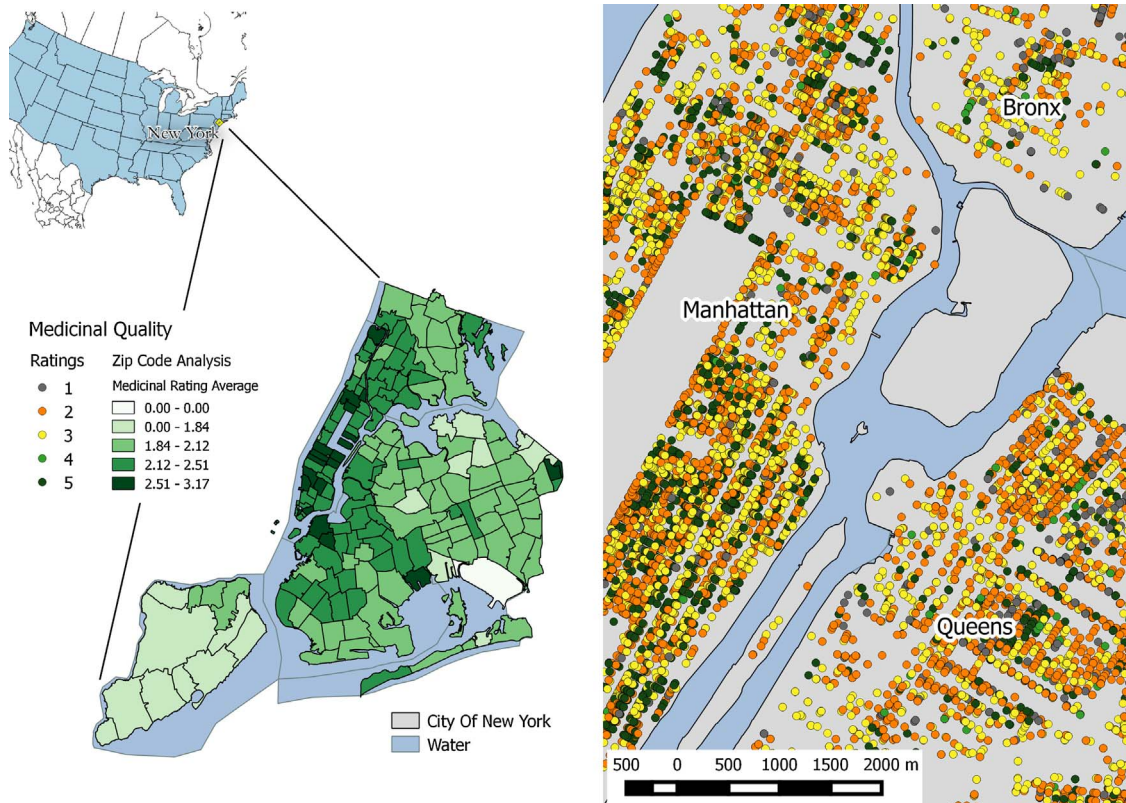 New York
Medicinal Quality
Ratings
1
2
3
4
5
Zip Code Analysis
Medicinal Rating Average
0.00 - 0.00
0.00 - 1.84
1.84 - 2.12
2.12 - 2.51
2.51 - 3.17
City Of New York
Water
Bronx
Manhattan
Queens
500 0 500 1000 1500 2000 m